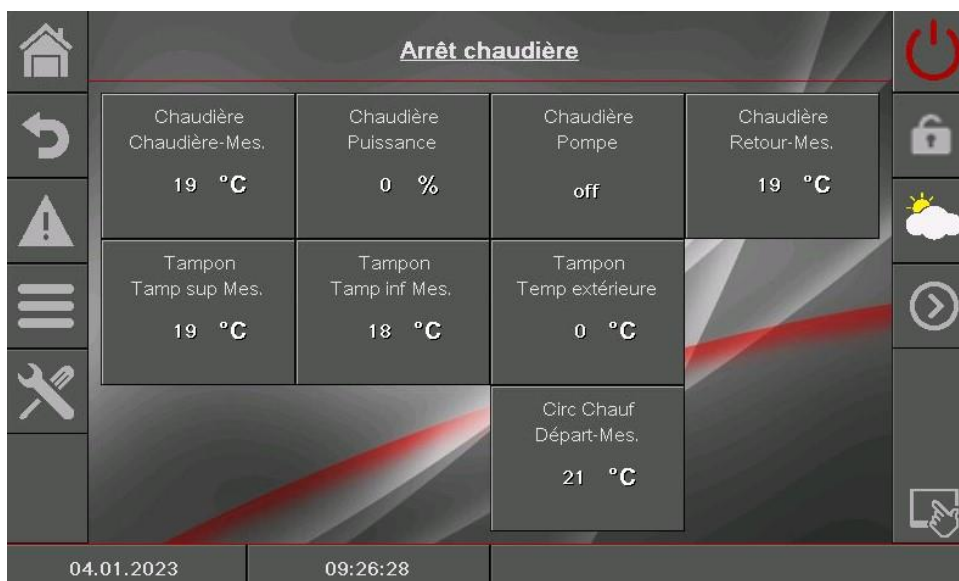 Arrêt chaudière
Chaudière
Chaudière-Mes.
19 °C
Chaudière
Puissance
0 %
Chaudière
Pompe
off
Chaudière
Retour-Mes.
19 °C
Tampon
Tamp sup Mes.
19 °C
Tampon
Tamp inf Mes.
18 °C
Tampon
Temp extérieure
0 °C
Circ Chauf
Départ-Mes.
21 °C
04.01.2023
09:26:28